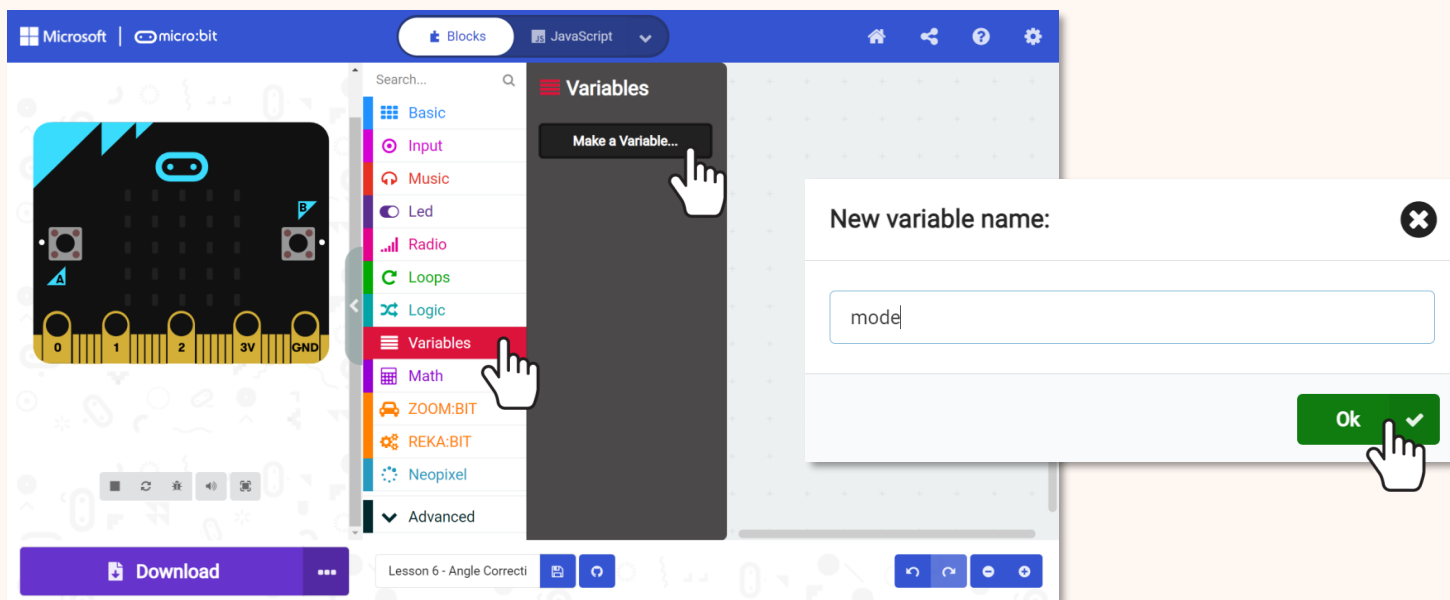 Microsoft | micro:bit
Blocks
JS JavaScript
Search...
Basic
Input
Music
Led
Radio
Loops
Logic
Variables
Math
ZOOM:BIT
REKA:BIT
Neopixel
Advanced
Variables
Make a Variable...
B
A
0 1 2 3V GND
New variable name:
mode
Ok
Download
Lesson 6 - Angle Correcti